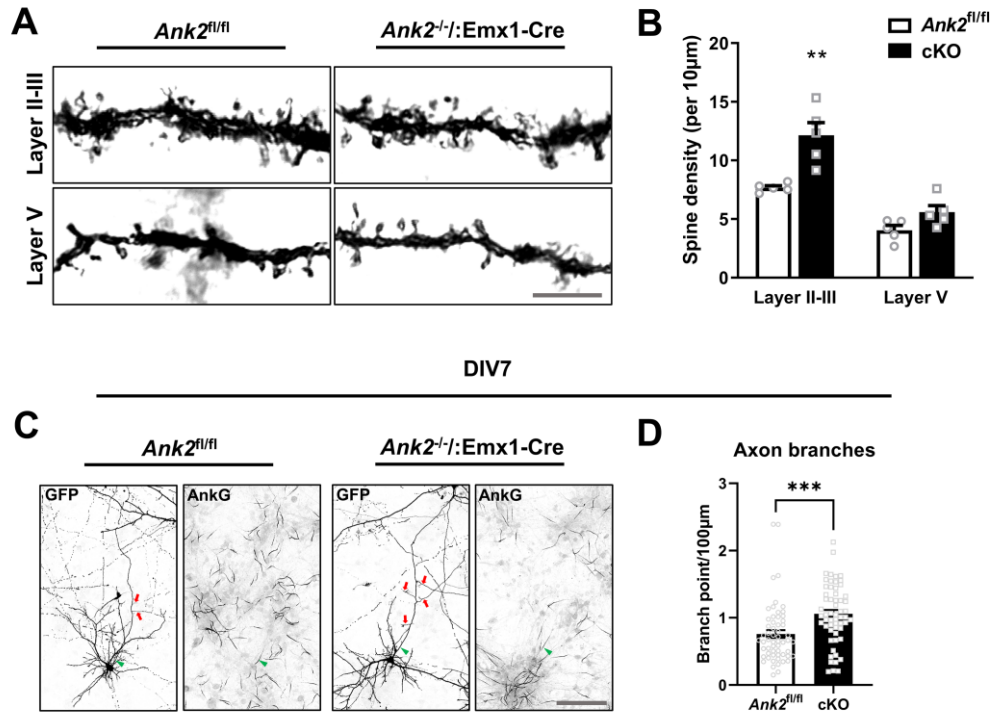 A
Ank2fl/fl
Ank2-/-/:Emx1-Cre
Layer II-III
Layer V
B
Ank2fl/fl
cKO
Spine density (per 10µm)
20
15
10
5
0
**
Layer II-III
Layer V
DIV7
C
Ank2fl/fl
Ank2-/-/:Emx1-Cre
GFP
AnkG
GFP
AnkG
D
Axon branches
Branch point/100µm
3
2
1
0
***
Ank2fl/fl
cKO